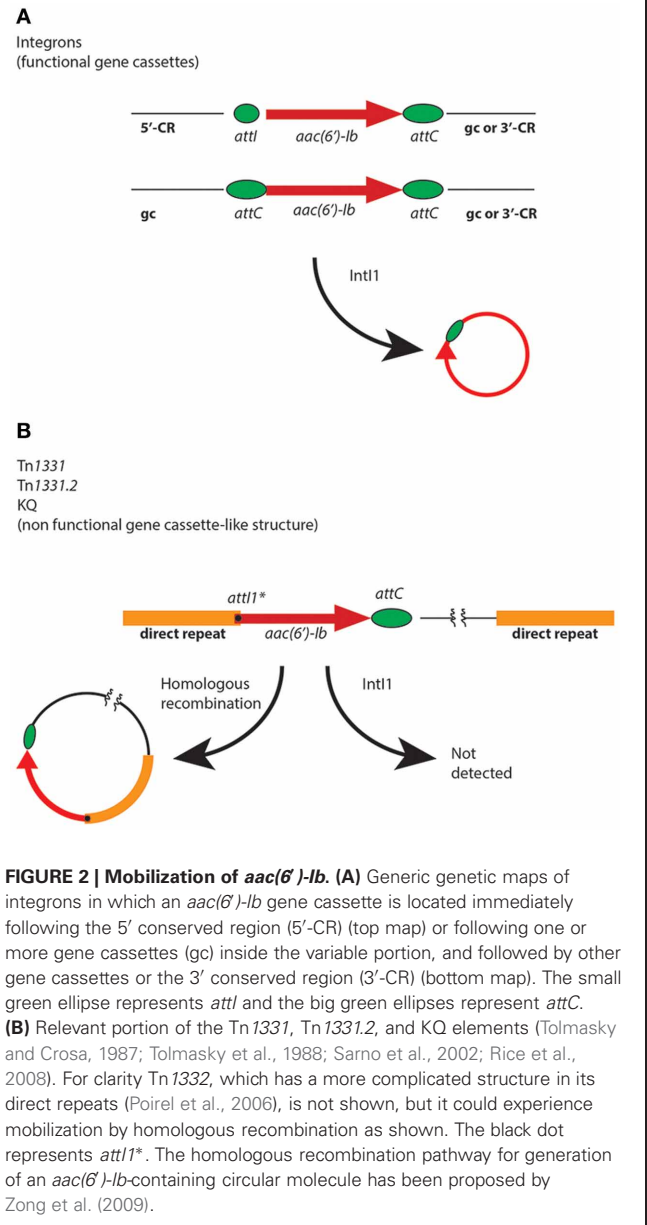 A
Integrons
(functional gene cassettes)
5′-CR attI aac(6′)-Ib attC gc or 3′-CR
gc attC aac(6′)-Ib attC gc or 3′-CR
IntI1
B
Tn1331
Tn1331.2
KQ
(non functional gene cassette-like structure)
attI1* attC
direct repeat aac(6′)-Ib direct repeat
Homologous
recombination
IntI1
Not
detected
FIGURE 2 | Mobilization of aac(6′)-Ib. (A) Generic genetic maps of
integrons in which an aac(6′)-Ib gene cassette is located immediately
following the 5′ conserved region (5′-CR) (top map) or following one or
more gene cassettes (gc) inside the variable portion, and followed by other
gene cassettes or the 3′ conserved region (3′-CR) (bottom map). The small
green ellipse represents attI and the big green ellipses represent attC.
(B) Relevant portion of the Tn1331, Tn1331.2, and KQ elements (Tolmasky
and Crosa, 1987; Tolmasky et al., 1988; Sarno et al., 2002; Rice et al.,
2008). For clarity Tn1332, which has a more complicated structure in its
direct repeats (Poirel et al., 2006), is not shown, but it could experience
mobilization by homologous recombination as shown. The black dot
represents attI1*. The homologous recombination pathway for generation
of an aac(6′)-Ib-containing circular molecule has been proposed by
Zong et al. (2009).